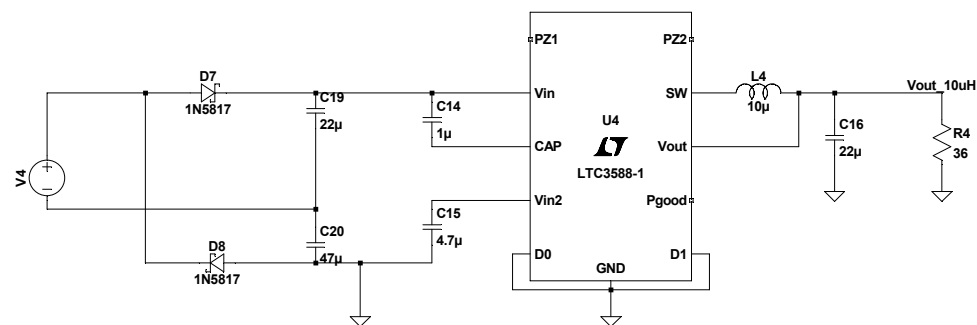 PZ1
PZ2
D7
L4
Vin
SW
Vout_10uH
1N5817
C19
C14
10µ
22µ
1µ
U4
C16
R4
CAP
Vout
22µ
36
LTC3588-1
V4
+
−
Vin2
Pgood
C15
C20
4.7µ
D8
47µ
D0
D1
1N5817
GND